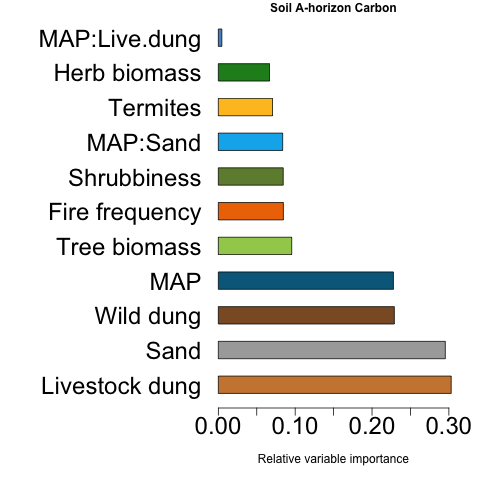 Soil A-horizon Carbon
MAP:Live.dung
Herb biomass
Termites
MAP:Sand
Shrubbiness
Fire frequency
Tree biomass
MAP
Wild dung
Sand
Livestock dung
0.00 0.10 0.20 0.30
Relative variable importance